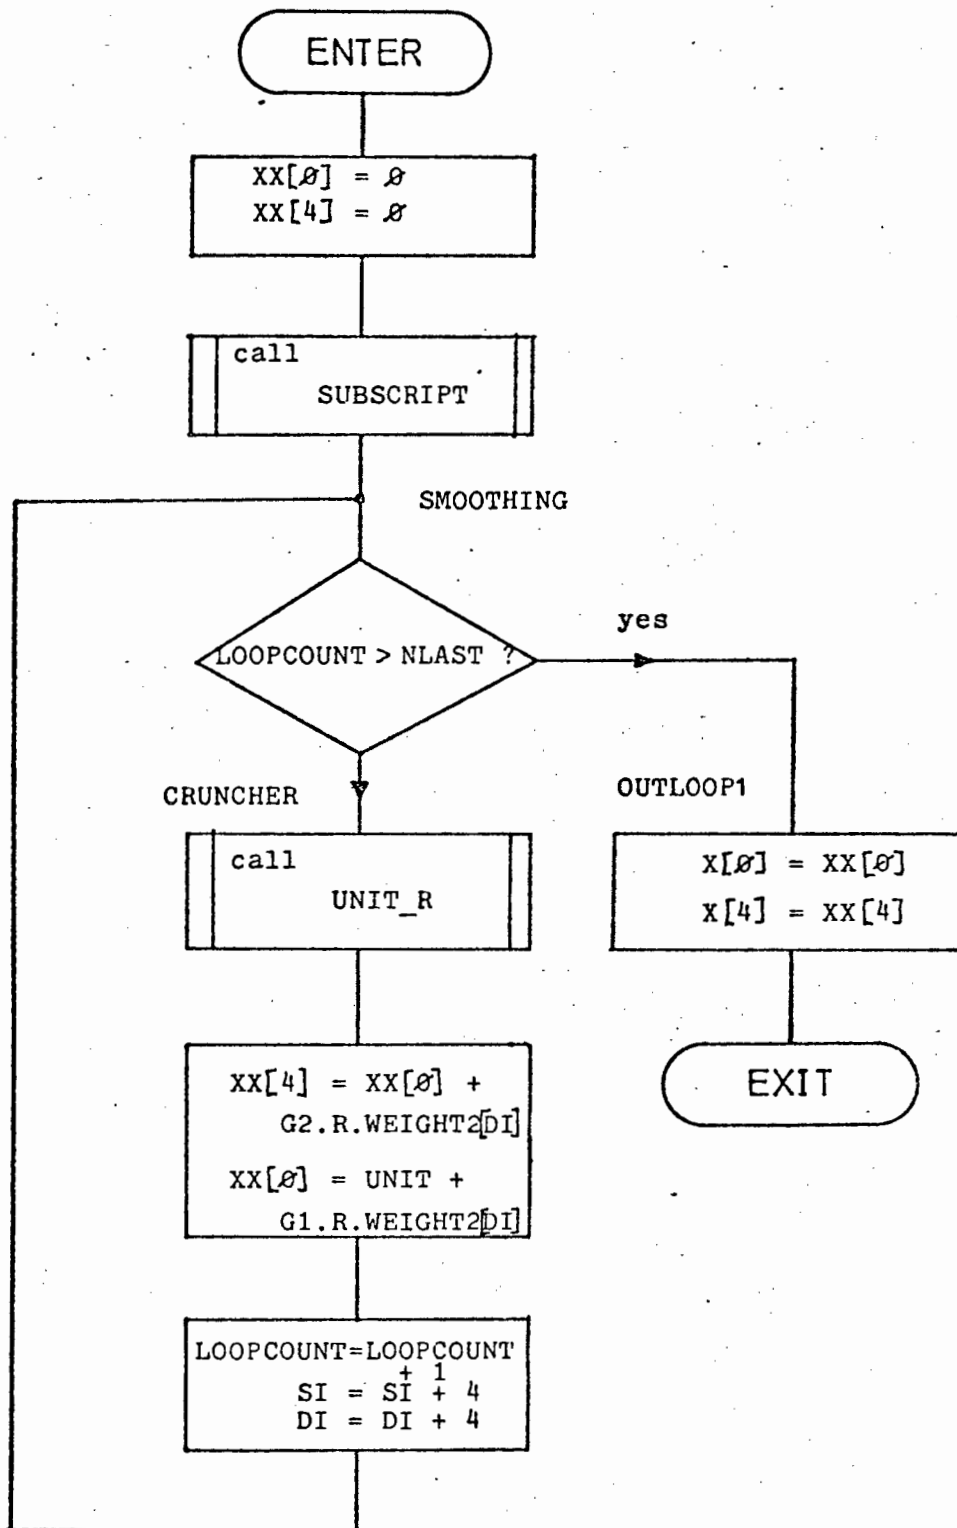 ENTER
XX[Ø] = Ø
XX[4] = Ø
call
SUBSCRIPT
SMOOTHING
LOOPCOUNT > NLAST ?
yes
CRUNCHER
OUTLOOP1
call
UNIT_R
X[Ø] = XX[Ø]
X[4] = XX[4]
EXIT
XX[4] = XX[Ø] +
G2.R.WEIGHT2[DI]
XX[Ø] = UNIT +
G1.R.WEIGHT2[DI]
LOOPCOUNT=LOOPCOUNT
+ 1
SI = SI + 4
DI = DI + 4